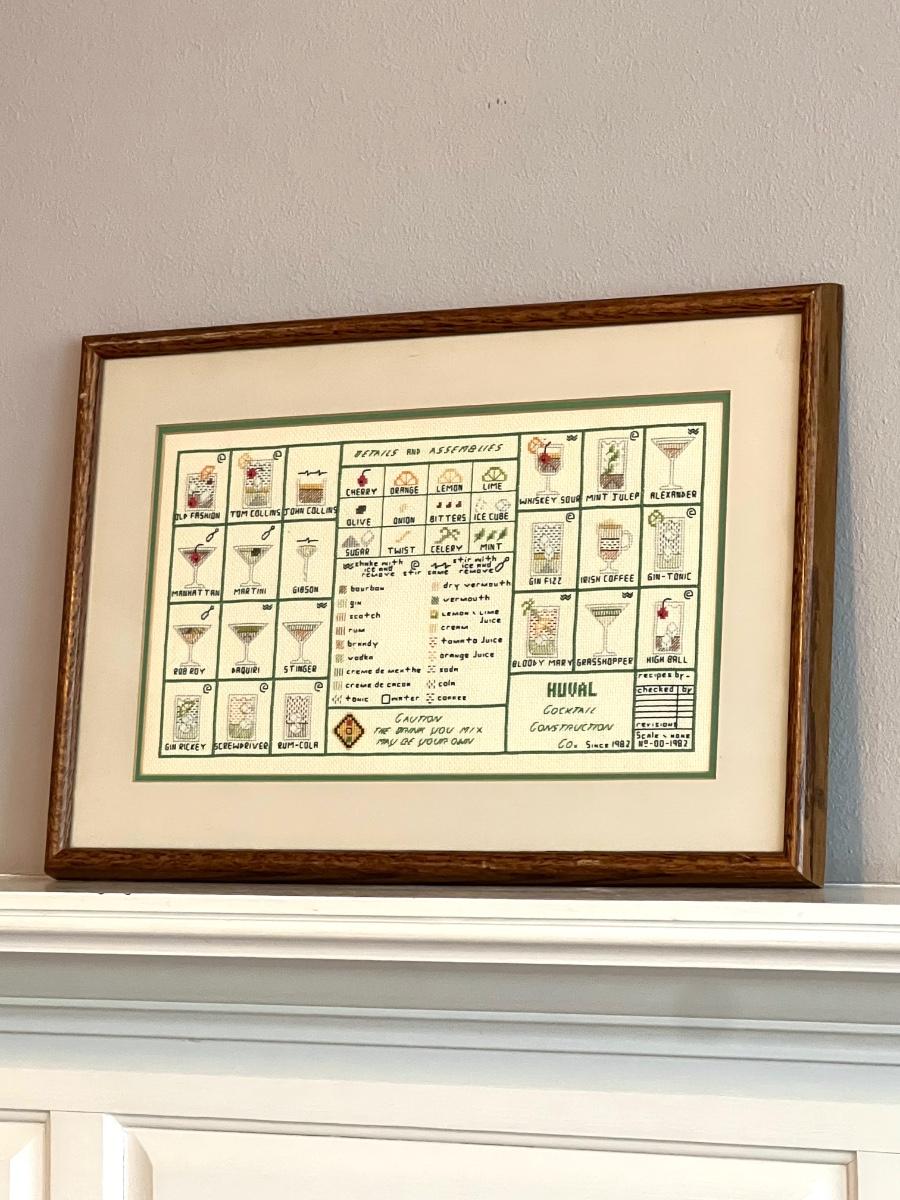 OLD FASHION
TOM COLLINS
JOHN COLLINS
MANHATTAN
MARTINI
GIBSON
ROB ROY
DAQUIRI
STINGER
GIN RICKEY
SCREWDRIVER
RUM-COLA
DETAILS AND ASSEMBLIES
CHERRY
ORANGE
LEMON
LIME
OLIVE
ONION
BITTERS
ICE CUBE
SUGAR
TWIST
CELERY
MINT
shake with
ice and
remove
stir
same
stir with
ice and
remove
bourbon
gin
scotch
rum
brandy
vodka
creme de menthe
creme de cacoa
tonic
water
dry vermouth
vermouth
LEMON \ LIME
Juice
cream
tomato Juice
orange Juice
soda
cola
coffee
CAUTION
THE DRINK YOU MIX
MAY BE YOUR OWN
WHISKEY SOUR
MINT JULEP
ALEXANDER
GIN FIZZ
IRISH COFFEE
GIN-TONIC
BLOODY MARY
GRASSHOPPER
HIGH BALL
HUVAL
COCKTAIL
CONSTRUCTION
CO. SINCE 1982
recipes by-
checked by
revisions
Scale \ NONE
Nº-00-1982